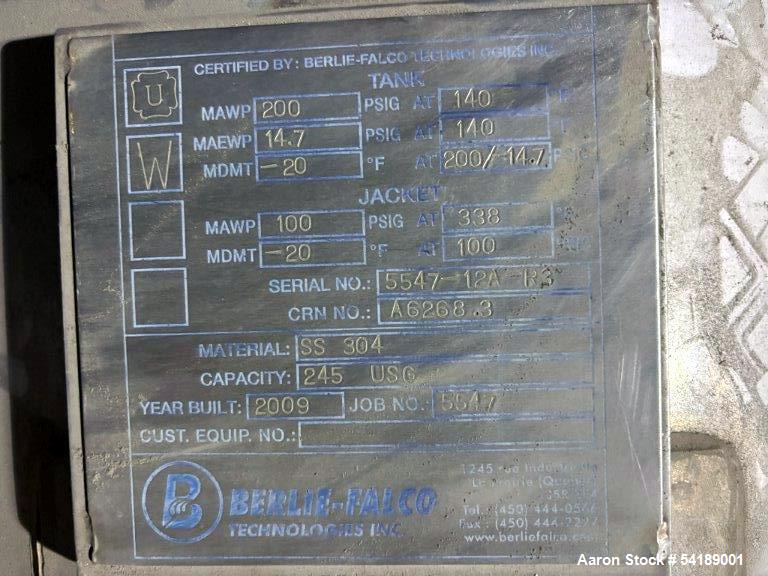 CERTIFIED BY: BERLIE-FALCO TECHNOLOGIES INC.
U
TANK
MAWP 200 PSIG AT 140 °F
W
MAEWP 14.7 PSIG AT 140
MDMT -20 °F AT 200/-14.7 PSIG
JACKET
MAWP 100 PSIG AT 338
MDMT -20 °F AT 100
SERIAL NO.: 5547-12A-R3
CRN NO.: A6268.3
MATERIAL: SS 304
CAPACITY: 245 USG
YEAR BUILT: 2009 JOB NO.: 5547
CUST. EQUIP. NO.:
B BERLIE-FALCO
TECHNOLOGIES INC.
1245 rue
Tel.: (450) 444-0566
Fax : (450) 444-2227
www.berliefalco.com
Aaron Stock # 54189001